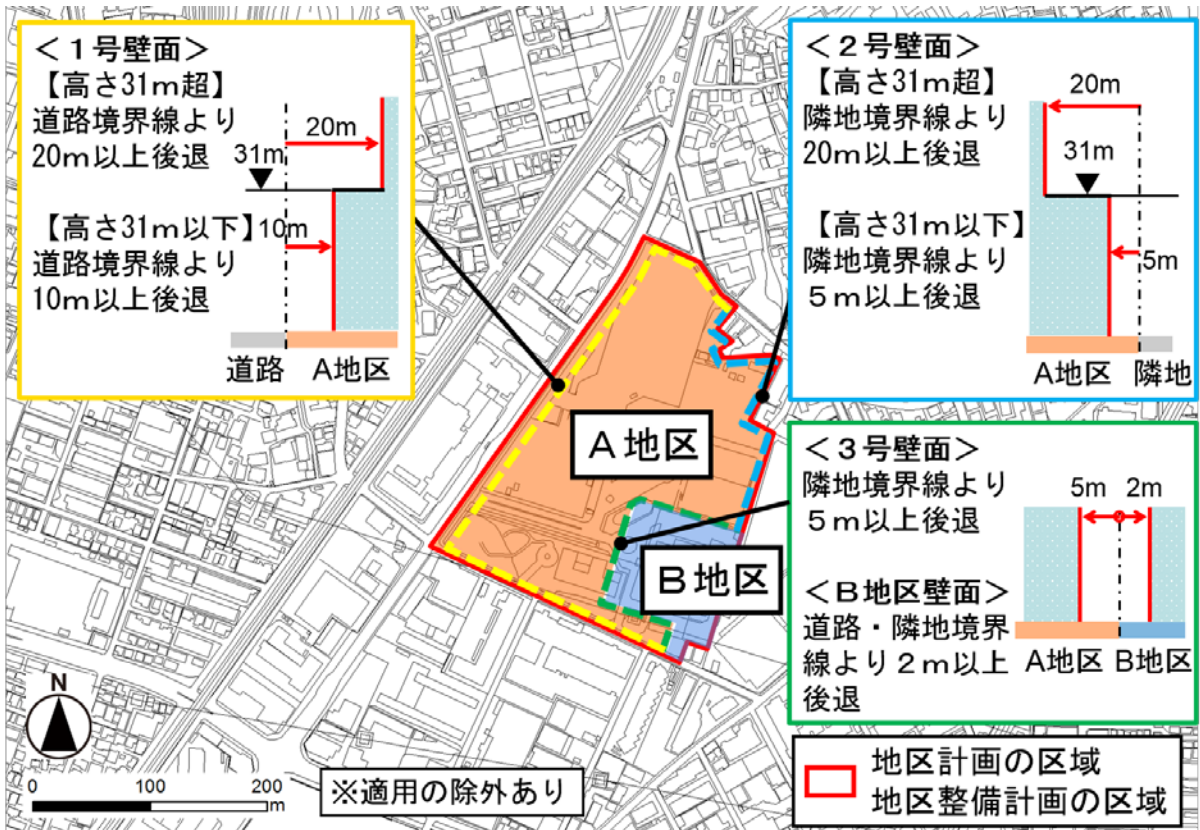 ＜１号壁面＞
【高さ31ｍ超】
道路境界線より
20ｍ以上後退
【高さ31ｍ以下】
道路境界線より
10ｍ以上後退
20m
31m
10m
道路
A地区
＜２号壁面＞
【高さ31ｍ超】
隣地境界線より
20ｍ以上後退
【高さ31ｍ以下】
隣地境界線より
５ｍ以上後退
20m
31m
5m
A地区
隣地
A地区
B地区
＜３号壁面＞
隣地境界線より
５ｍ以上後退
＜B地区壁面＞
道路・隣地境界
線より２ｍ以上
後退
5m
2m
A地区
B地区
N
0
100
200
m
※適用の除外あり
地区計画の区域
地区整備計画の区域